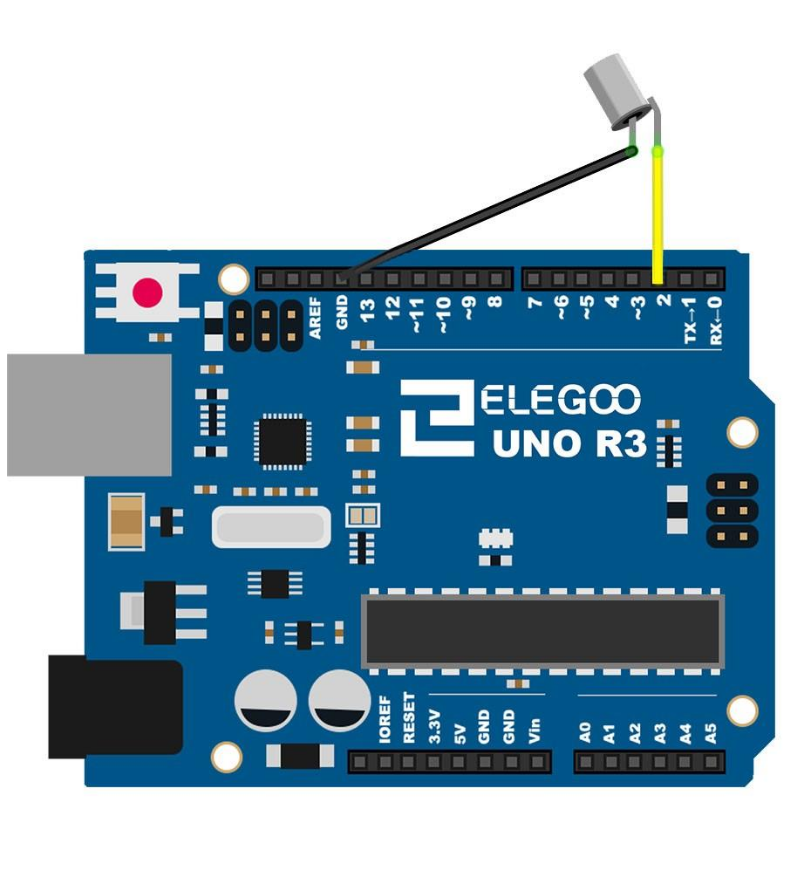 AREF
GND
13
12
~11
~10
~9
8
7
~6
~5
4
~3
2
TX→1
RX←0
ELEGOO
UNO R3
IOREF
RESET
3.3V
5V
GND
GND
Vin
A0
A1
A2
A3
A4
A5